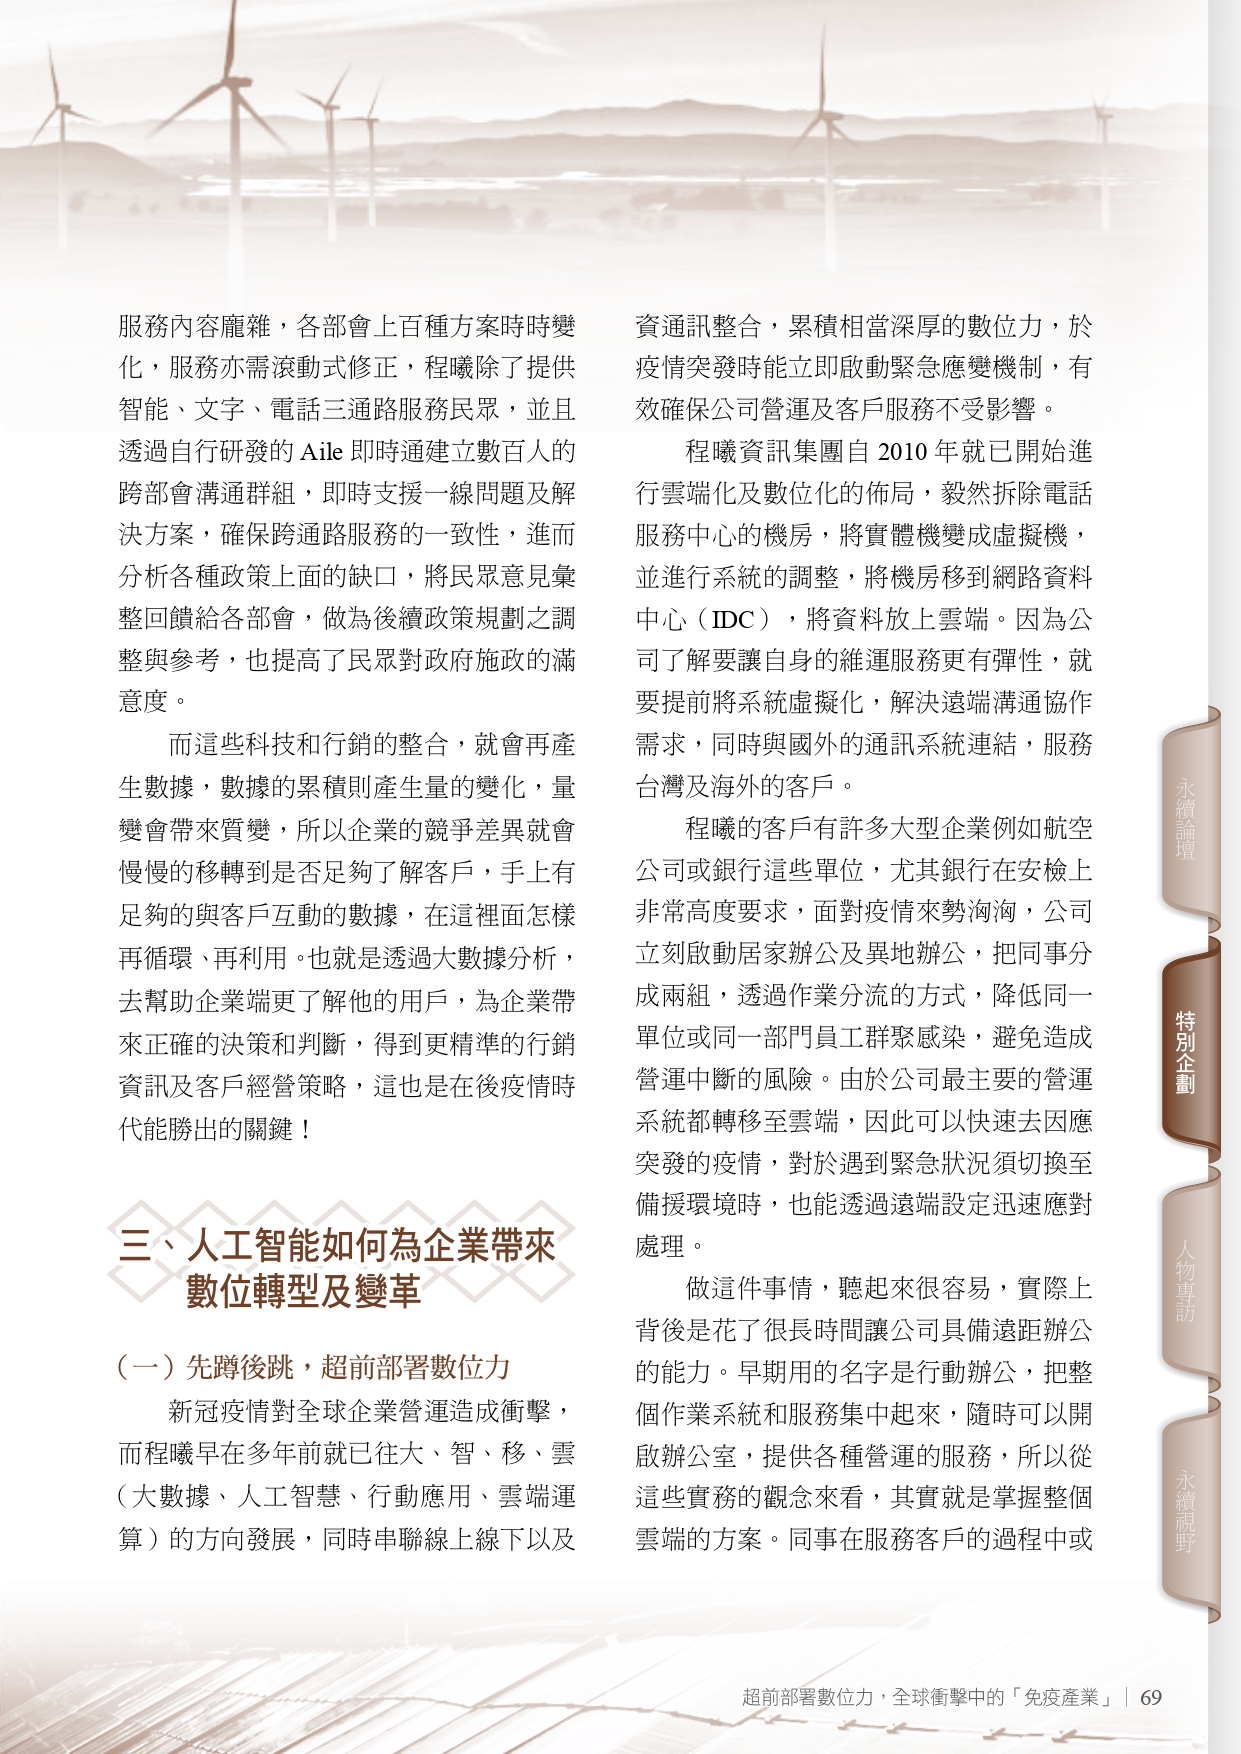 服務內容龐雜，各部會上百種方案時時變
化，服務亦需滾動式修正，程曦除了提供
智能、文字、電話三通路服務民眾，並且
透過自行研發的 Aile 即時通建立數百人的
跨部會溝通群組，即時支援一線問題及解
決方案，確保跨通路服務的一致性，進而
分析各種政策上面的缺口，將民眾意見彙
整回饋給各部會，做為後續政策規劃之調
整與參考，也提高了民眾對政府施政的滿
意度。
而這些科技和行銷的整合，就會再產
生數據，數據的累積則產生量的變化，量
變會帶來質變，所以企業的競爭差異就會
慢慢的移轉到是否足夠了解客戶，手上有
足夠的與客戶互動的數據，在這裡面怎樣
再循環、再利用。也就是透過大數據分析，
去幫助企業端更了解他的用戶，為企業帶
來正確的決策和判斷，得到更精準的行銷
資訊及客戶經營策略，這也是在後疫情時
代能勝出的關鍵！
三、人工智能如何為企業帶來
數位轉型及變革
（一）先蹲後跳，超前部署數位力
新冠疫情對全球企業營運造成衝擊，
而程曦早在多年前就已往大、智、移、雲
（大數據、人工智慧、行動應用、雲端運
算）的方向發展，同時串聯線上線下以及
資通訊整合，累積相當深厚的數位力，於
疫情突發時能立即啟動緊急應變機制，有
效確保公司營運及客戶服務不受影響。
程曦資訊集團自 2010 年就已開始進
行雲端化及數位化的佈局，毅然拆除電話
服務中心的機房，將實體機變成虛擬機，
並進行系統的調整，將機房移到網路資料
中心（IDC），將資料放上雲端。因為公
司了解要讓自身的維運服務更有彈性，就
要提前將系統虛擬化，解決遠端溝通協作
需求，同時與國外的通訊系統連結，服務
台灣及海外的客戶。
程曦的客戶有許多大型企業例如航空
公司或銀行這些單位，尤其銀行在安檢上
非常高度要求，面對疫情來勢洶洶，公司
立刻啟動居家辦公及異地辦公，把同事分
成兩組，透過作業分流的方式，降低同一
單位或同一部門員工群聚感染，避免造成
營運中斷的風險。由於公司最主要的營運
系統都轉移至雲端，因此可以快速去因應
突發的疫情，對於遇到緊急狀況須切換至
備援環境時，也能透過遠端設定迅速應對
處理。
做這件事情，聽起來很容易，實際上
背後是花了很長時間讓公司具備遠距辦公
的能力。早期用的名字是行動辦公，把整
個作業系統和服務集中起來，隨時可以開
啟辦公室，提供各種營運的服務，所以從
這些實務的觀念來看，其實就是掌握整個
雲端的方案。同事在服務客戶的過程中或
永續論壇
特別企劃
人物專訪
永續視野
超前部署數位力，全球衝擊中的「免疫產業」｜ 69